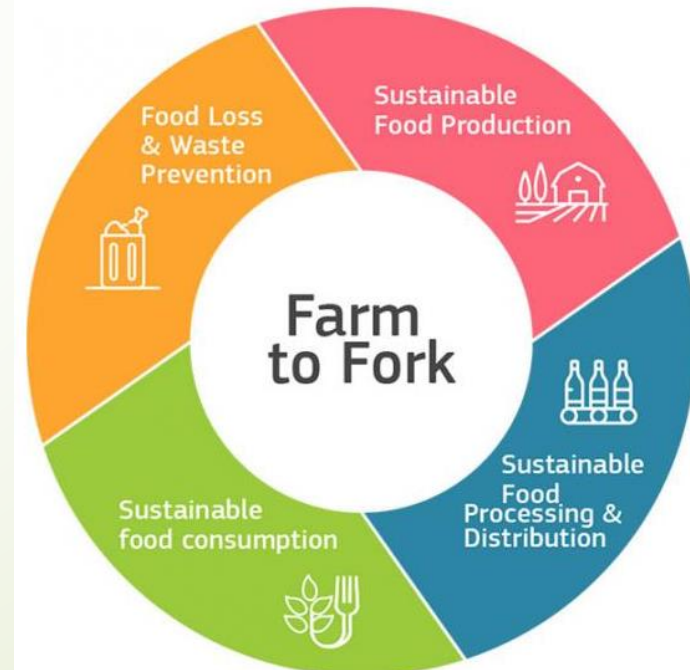 Food Loss
& Waste
Prevention
Sustainable
Food Production
Farm
to Fork
Sustainable
Food
Processing &
Distribution
Sustainable
food consumption